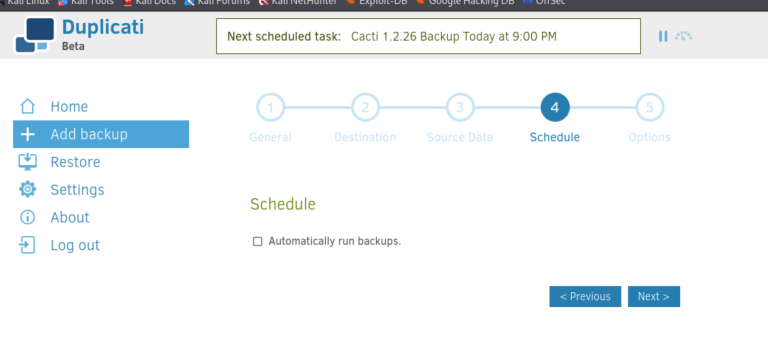 Kali Linux Kali Tools Kali Docs Kali Forums Kali NetHunter Exploit-DB Google Hacking DB OffSec
Duplicati
Beta
Next scheduled task: Cacti 1.2.26 Backup Today at 9:00 PM
Home
Add backup
Restore
Settings
About
Log out
1 2 3 4 5
General Destination Source Data Schedule Options
Schedule
Automatically run backups.
< Previous Next >